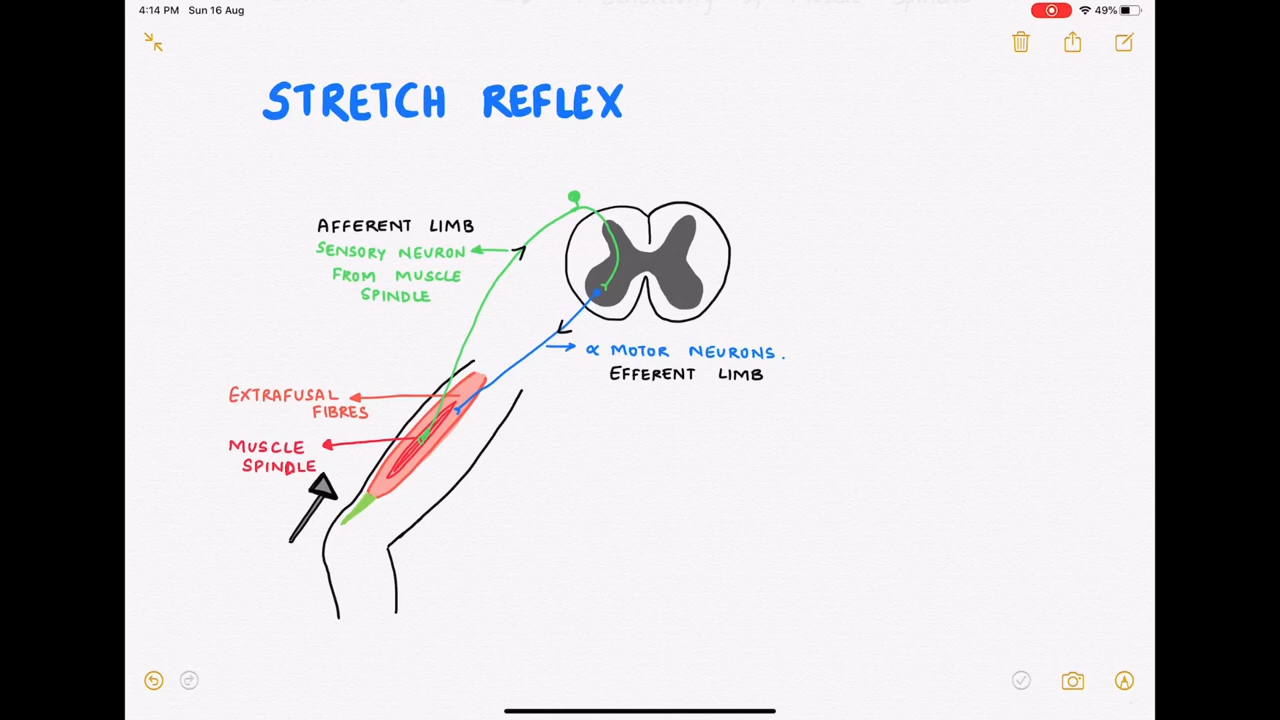 4:14 PM Sun 16 Aug
49%
STRETCH REFLEX
AFFERENT LIMB
SENSORY NEURON
FROM MUSCLE
SPINDLE
∝ MOTOR NEURONS.
EFFERENT LIMB
EXTRAFUSAL
FIBRES
MUSCLE
SPINDLE